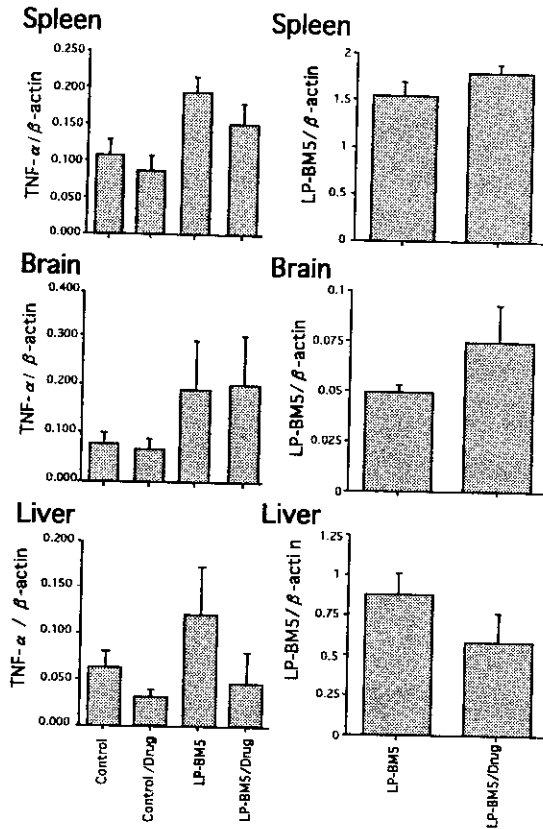 Spleen
TNF-α/β-actin
0.250
0.200
0.150
0.100
0.050
0.000
Spleen
LP-BM5/β-actin
2
1.5
1
0.5
0
Brain
TNF-α/β-actin
0.400
0.300
0.200
0.100
0.000
Brain
LP-BM5/β-actin
0.1
0.075
0.05
0.025
0
Liver
TNF-α / β-actin
0.200
0.150
0.100
0.050
0.000
Control
Control/Drug
LP-BM5
LP-BM5/Drug
Liver
LP-BM5/β-acti n
1.25
1
0.75
0.5
0.25
0
LP-BM5
LP-BM5/Drug